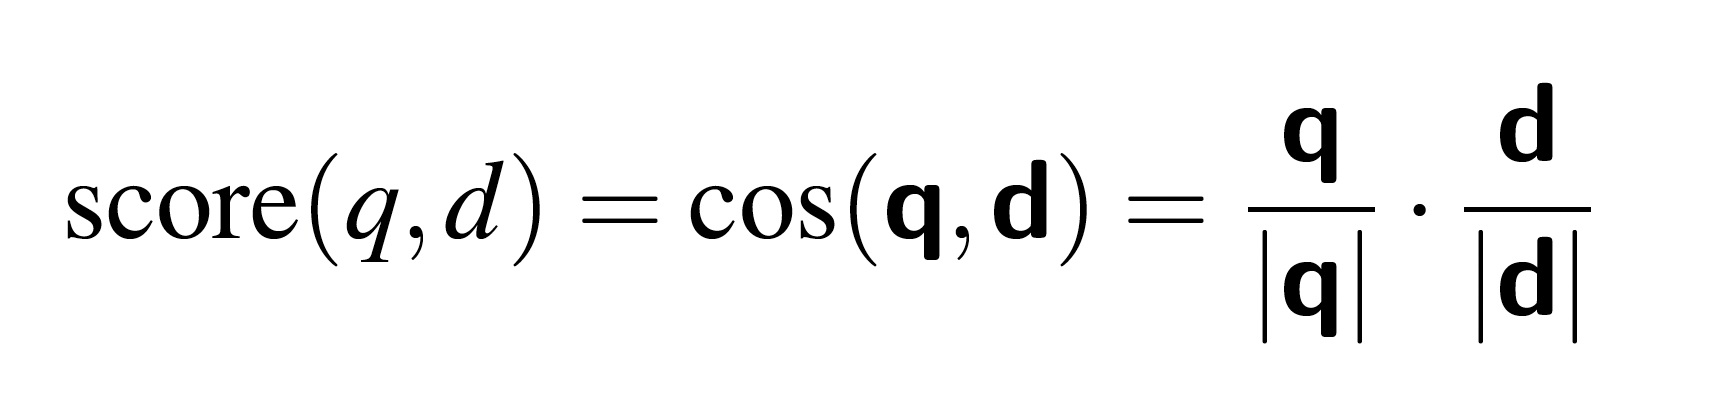 score(q, d) = cos(q, d) = q/|q| · d/|d|